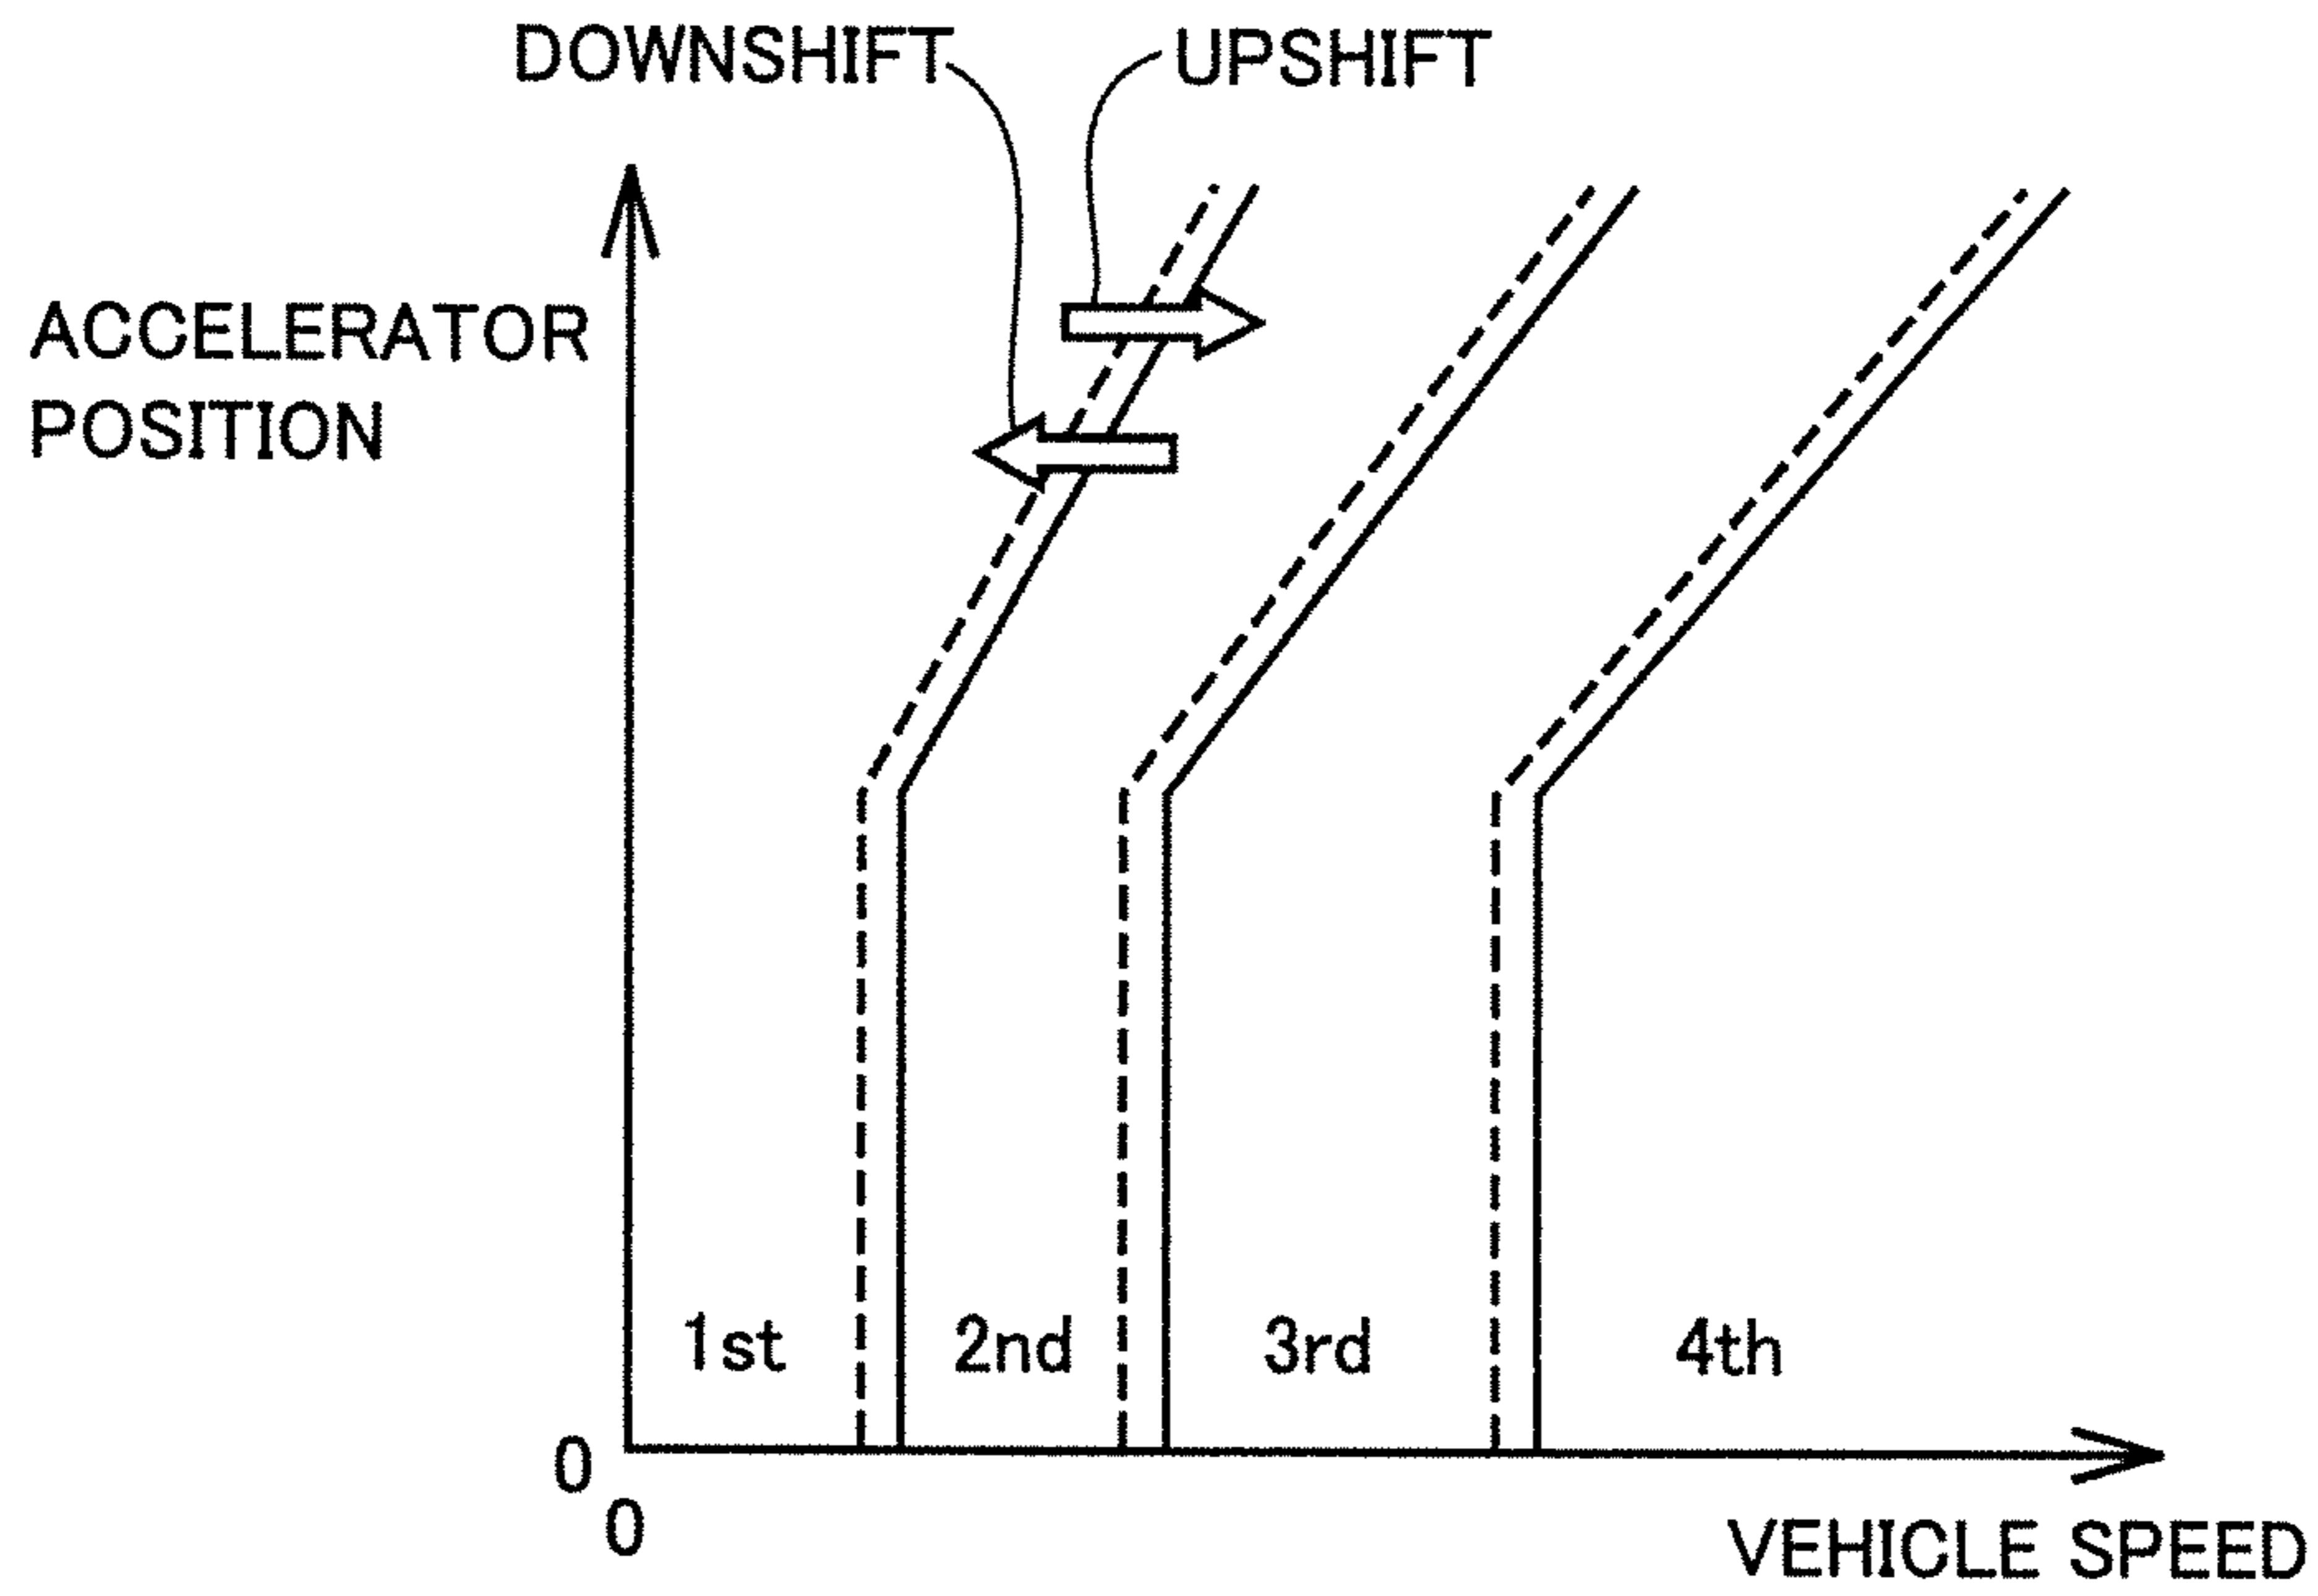 DOWNSHIFT
UPSHIFT
ACCELERATOR
POSITION
1st
2nd
3rd
4th
0
0
VEHICLE SPEED